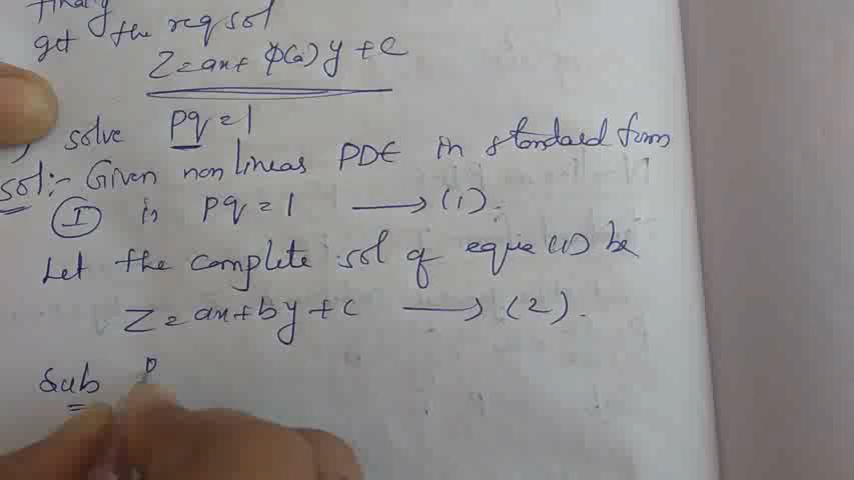 get the req sol
Z = ax + φ(a) y + c
solve pq = 1
Sol:- Given non linear PDE in standard form
I is pq = 1 → (1).
Let the complete sol of equa (1) be
Z = ax + by + c → (2).
Sub p